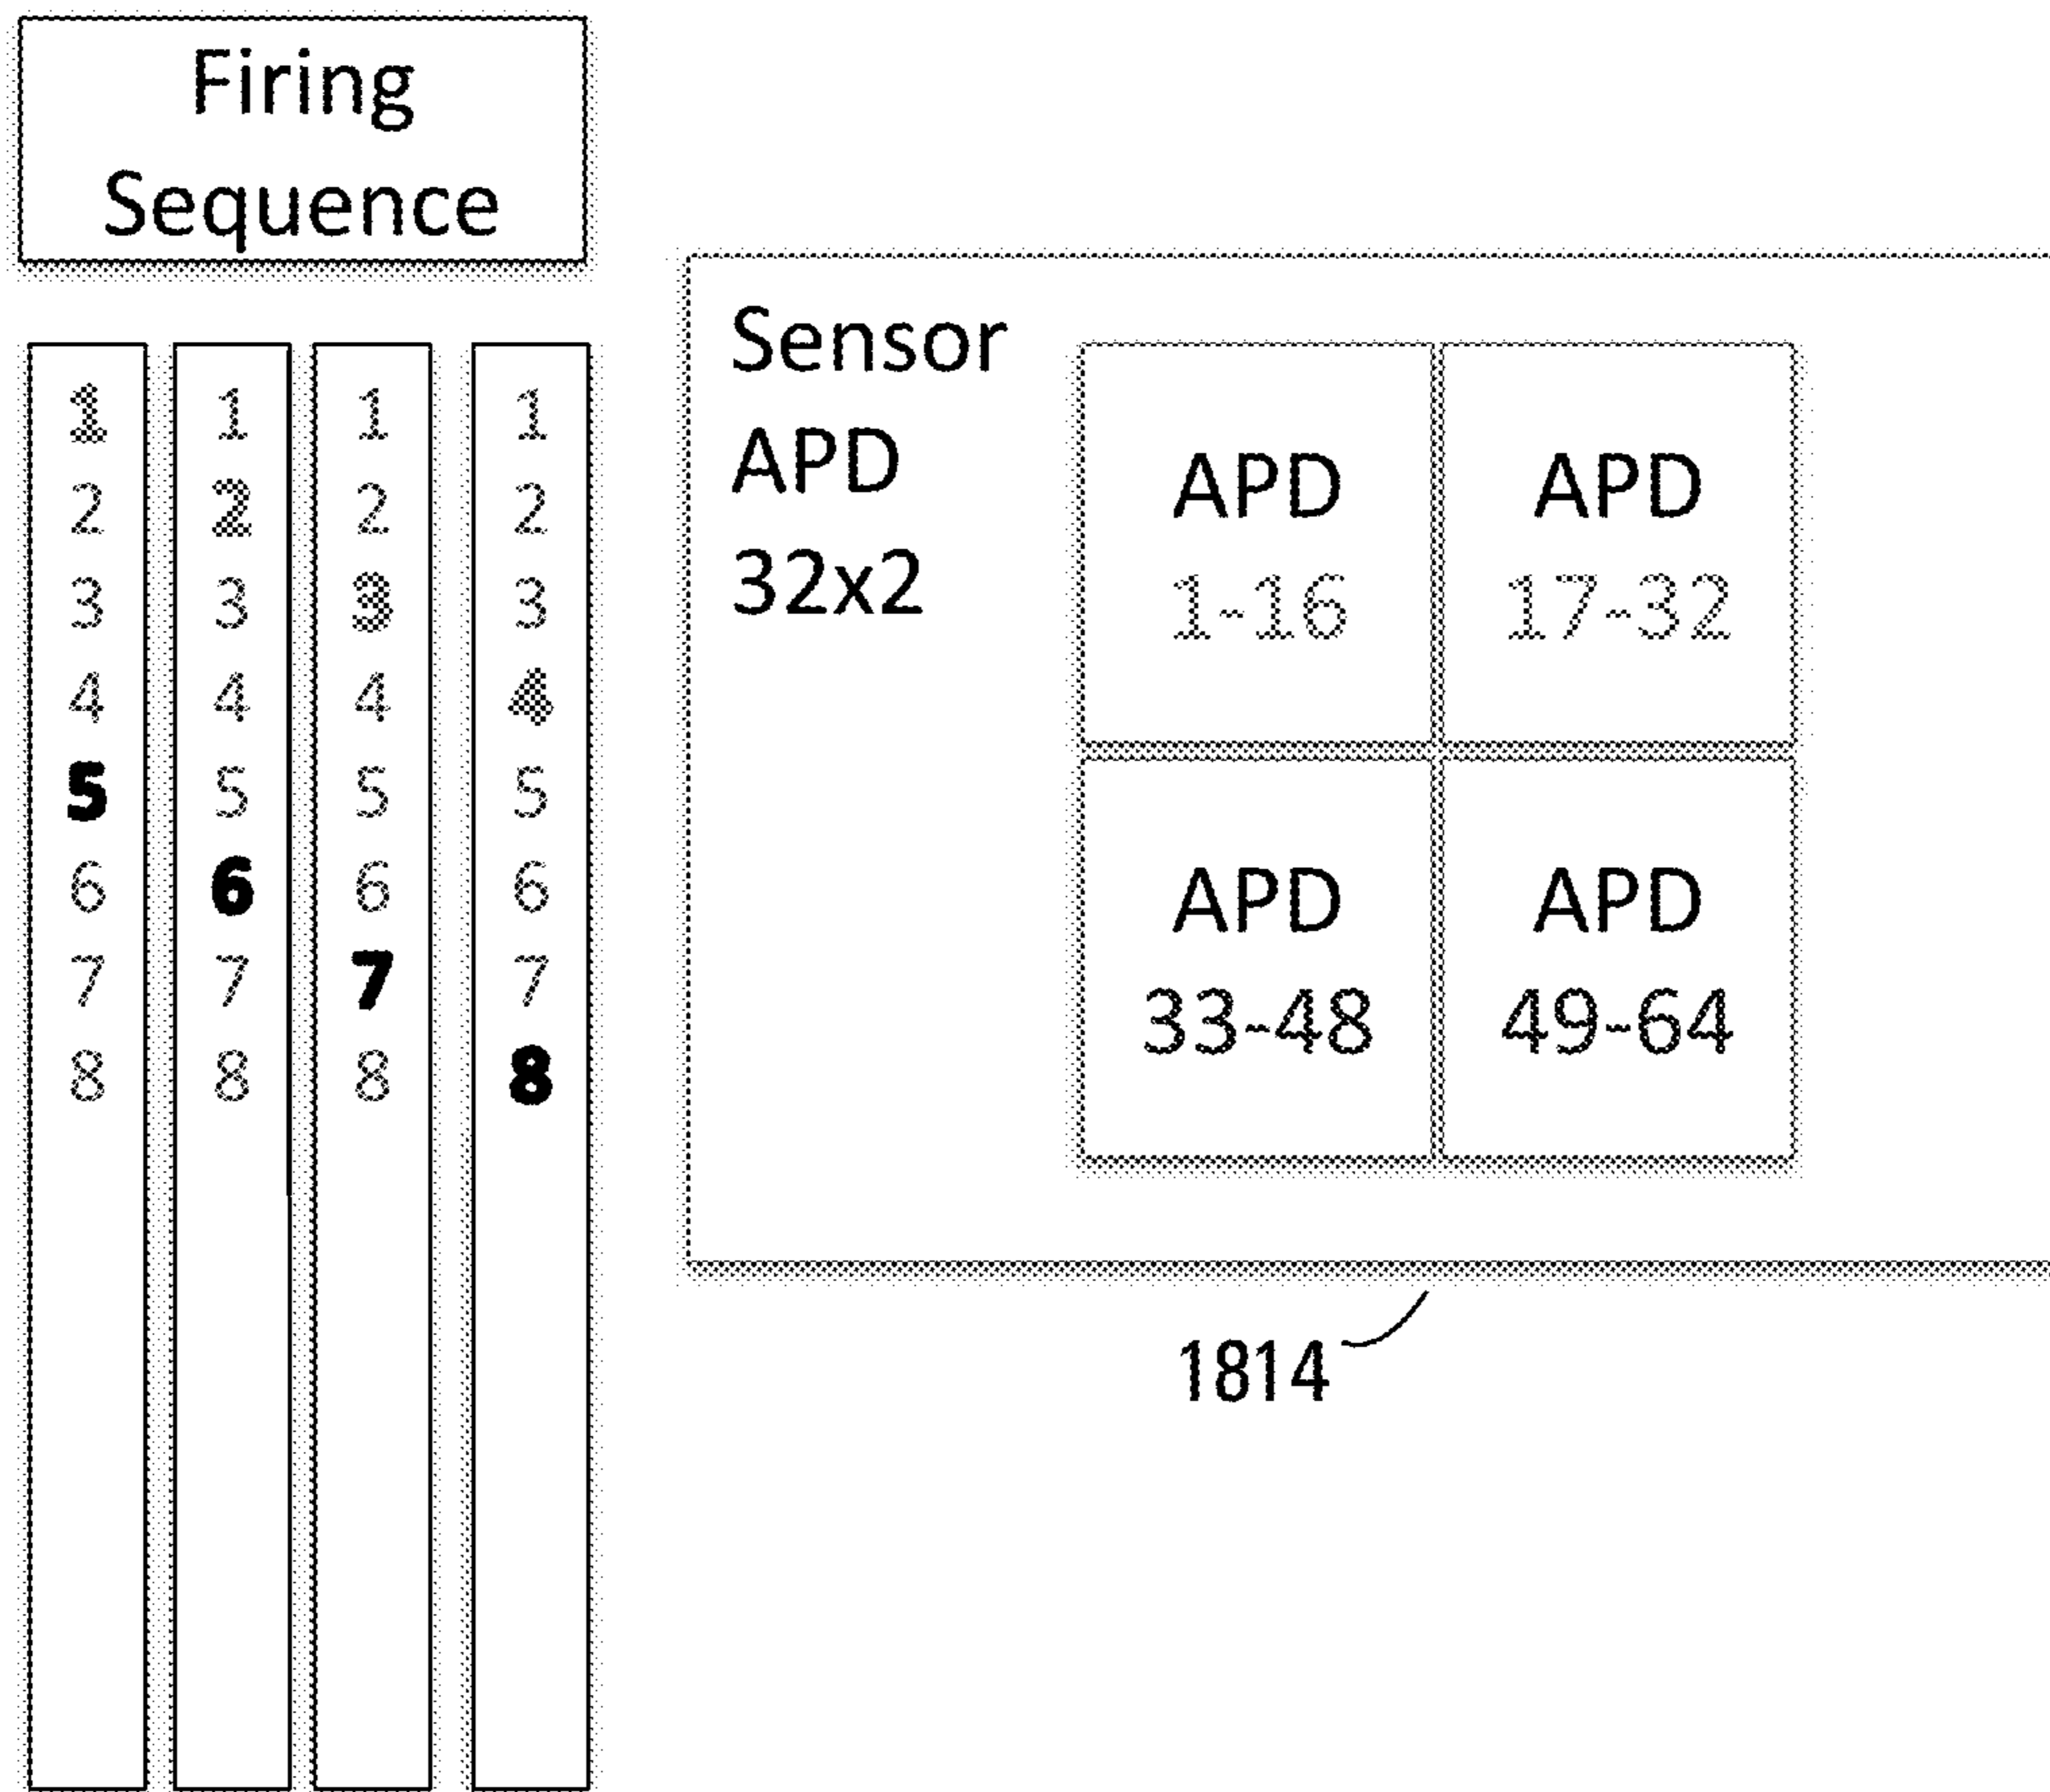 Firing
Sequence
1 1 1 1
2 2 2 2
3 3 3 3
4 4 4 4
5 5 5 5
6 6 6 6
7 7 7 7
8 8 8 8
Sensor
APD
32x2
APD
1-16
APD
17-32
APD
33-48
APD
49-64
1814